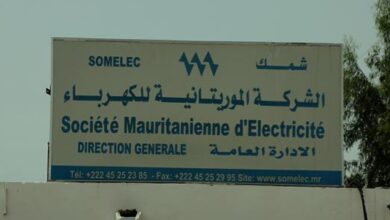 SOMELEC شمك
الشركة الموريتانية للكهرباء
Société Mauritanienne d'Electricité
DIRECTION GENERALE الادارة العامة
Tél: +222 45 25 23 85 - Fax: +222 45 25 29 95 Site: www.somelec.mr